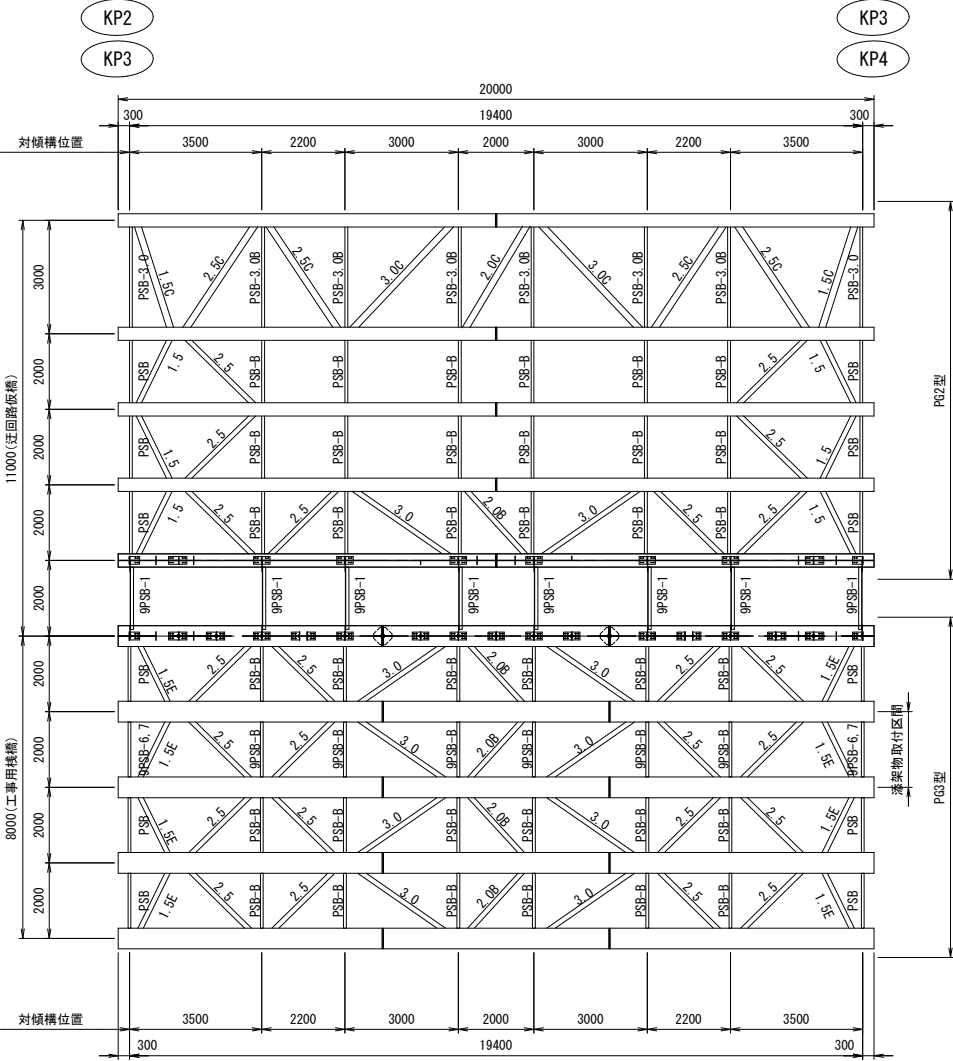 KP2
KP3
KP3
KP4
20000
300
19400
300
対傾構位置
3500
2200
3000
2000
3000
2200
3500
3000
PSB-3.0
1.5C
2.5C
PSB-3.0B
2.5C
PSB-3.0B
3.0C
PSB-3.0B
2.0C
PSB-3.0B
3.0C
PSB-3.0B
2.5C
PSB-3.0B
2.5C
1.5C
PSB-3.0
2000
PSB
1.5
2.5
PSB-B
PSB-B
PSB-B
PSB-B
PSB-B
PSB-B
2.5
1.5
PSB
PG2型
11000(迂回路仮橋)
2000
PSB
1.5
2.5
PSB-B
PSB-B
PSB-B
PSB-B
PSB-B
PSB-B
2.5
1.5
PSB
2000
PSB
1.5
2.5
PSB-B
2.5
PSB-B
3.0
PSB-B
2.0B
PSB-B
3.0
PSB-B
2.5
PSB-B
2.5
1.5
PSB
2000
9PSB-1
9PSB-1
9PSB-1
9PSB-1
9PSB-1
9PSB-1
9PSB-1
9PSB-1
2000
PSB
1.5E
2.5
PSB-B
2.5
PSB-B
3.0
PSB-B
2.0B
PSB-B
3.0
PSB-B
2.5
PSB-B
2.5
1.5E
PSB
2000
9PSB-6.7
1.5E
2.5
9PSB-B
2.5
9PSB-B
3.0
9PSB-B
2.0B
9PSB-B
3.0
9PSB-B
2.5
9PSB-B
2.5
1.5E
9PSB-6.7
添架物取付区間
PG3型
8000(工事用桟橋)
2000
PSB
1.5E
2.5
PSB-B
2.5
PSB-B
3.0
PSB-B
2.0B
PSB-B
3.0
PSB-B
2.5
PSB-B
2.5
1.5E
PSB
2000
PSB
1.5E
2.5
PSB-B
2.5
PSB-B
3.0
PSB-B
2.0B
PSB-B
3.0
PSB-B
2.5
PSB-B
2.5
1.5E
PSB
対傾構位置
3500
2200
3000
2000
3000
2200
3500
300
19400
300